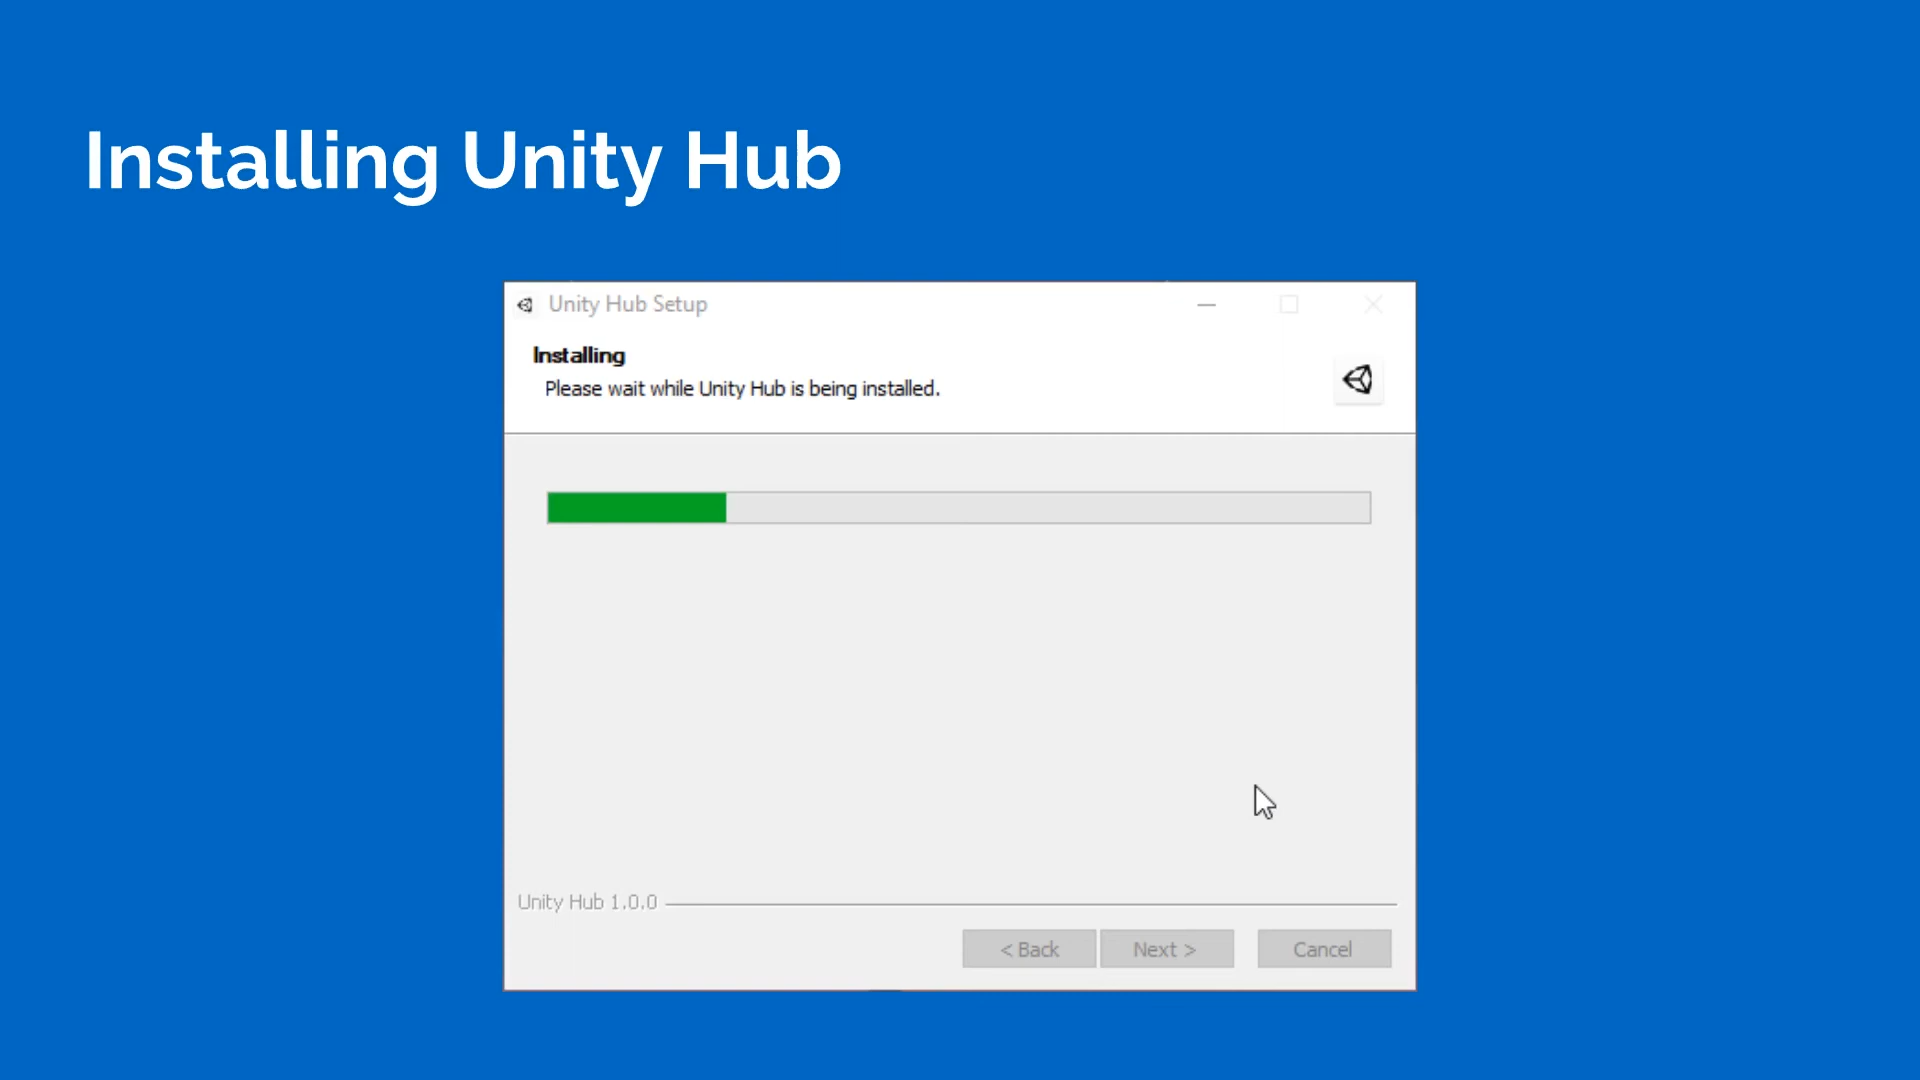 Installing Unity Hub
Unity Hub Setup
Installing
Please wait while Unity Hub is being installed.
Unity Hub 1.0.0
< Back
Next >
Cancel